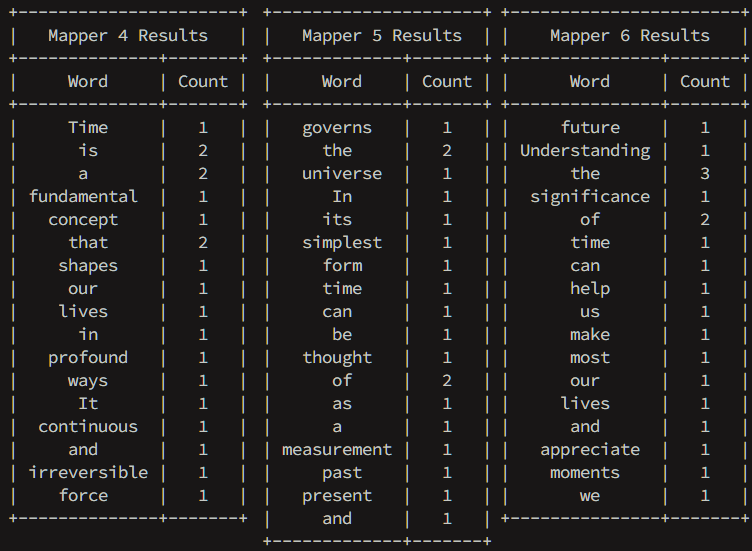 +----------------------+ +----------------------+ +-----------------------+
| Mapper 4 Results | | Mapper 5 Results | | Mapper 6 Results |
+--------------+-------+ +--------------+-------+ +---------------+-------+
| Word | Count | | Word | Count | | Word | Count |
+--------------+-------+ +--------------+-------+ +---------------+-------+
| Time | 1 | | governs | 1 | | future | 1 |
| is | 2 | | the | 2 | | Understanding | 1 |
| a | 2 | | universe | 1 | | the | 3 |
| fundamental | 1 | | In | 1 | | significance | 1 |
| concept | 1 | | its | 1 | | of | 2 |
| that | 2 | | simplest | 1 | | time | 1 |
| shapes | 1 | | form | 1 | | can | 1 |
| our | 1 | | time | 1 | | help | 1 |
| lives | 1 | | can | 1 | | us | 1 |
| in | 1 | | be | 1 | | make | 1 |
| profound | 1 | | thought | 1 | | most | 1 |
| ways | 1 | | of | 2 | | our | 1 |
| It | 1 | | as | 1 | | lives | 1 |
| continuous | 1 | | a | 1 | | and | 1 |
| and | 1 | | measurement | 1 | | appreciate | 1 |
| irreversible | 1 | | past | 1 | | moments | 1 |
| force | 1 | | present | 1 | | we | 1 |
+--------------+-------+ | and | 1 | +---------------+-------+
+--------------+-------+